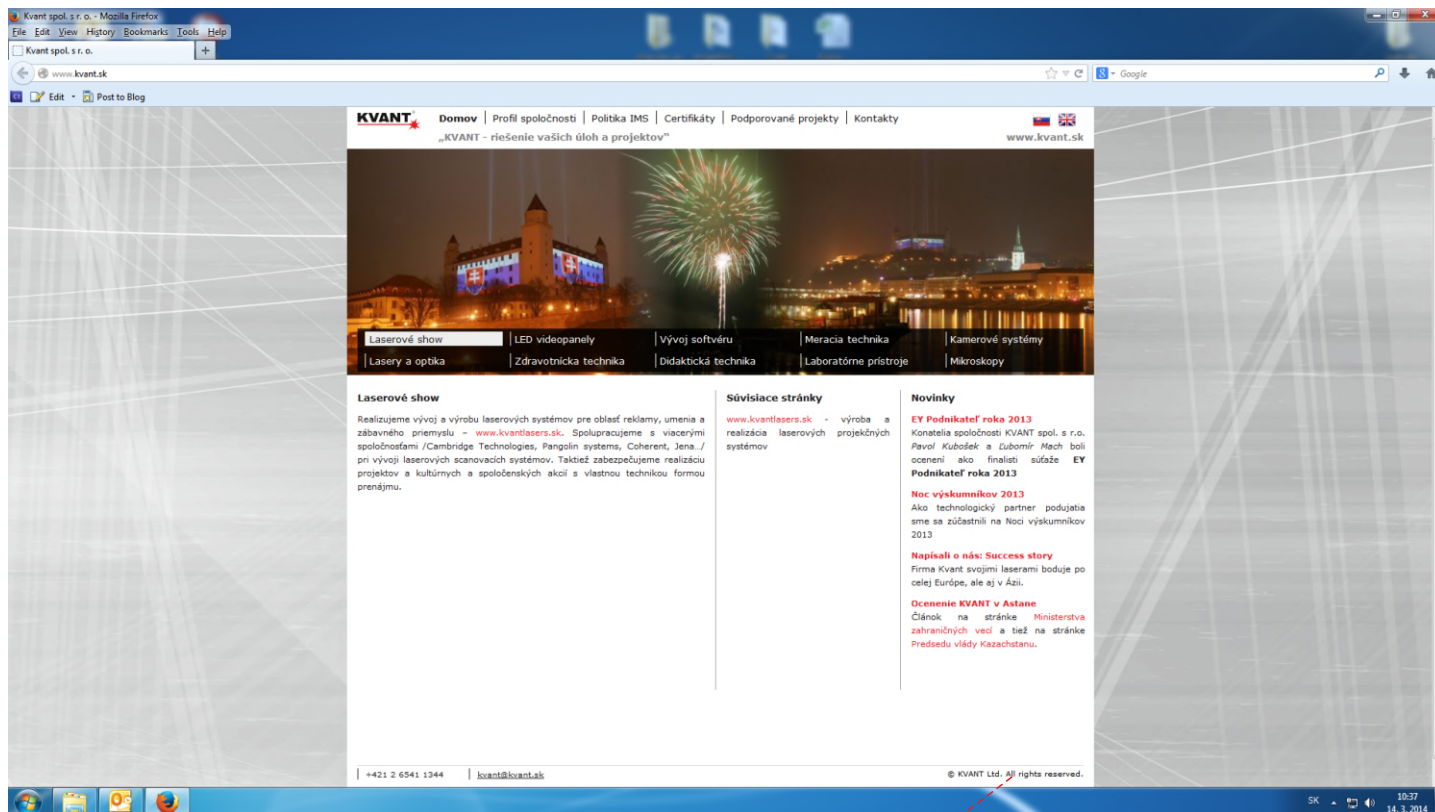 Kvant spol. s r. o. - Mozilla Firefox
File Edit View History Bookmarks Tools Help
Kvant spol. s r. o. +
www.kvant.sk
Google
Edit Post to Blog
KVANT
Domov | Profil spoločnosti | Politika IMS | Certifikáty | Podporované projekty | Kontakty
„KVANT - riešenie vašich úloh a projektov"
www.kvant.sk
Laserové show | LED videopanely | Vývoj softvéru | Meracia technika | Kamerové systémy
Lasery a optika | Zdravotnícka technika | Didaktická technika | Laboratórne prístroje | Mikroskopy
Laserové show
Realizujeme vývoj a výrobu laserových systémov pre oblasť reklamy, umenia a
zábavného priemyslu – www.kvantlasers.sk. Spolupracujeme s viacerými
spoločnosťami /Cambridge Technologies, Pangolin systems, Coherent, Jena…/
pri vývoji laserových scanovacích systémov. Taktiež zabezpečujeme realizáciu
projektov a kultúrnych a spoločenských akcií s vlastnou technikou formou
prenájmu.
Súvisiace stránky
www.kvantlasers.sk - výroba a
realizácia laserových projekčných
systémov
Novinky
EY Podnikateľ roka 2013
Konatelia spoločnosti KVANT spol. s r.o.
Pavol Kubošek a Ľubomír Mach boli
ocenení ako finalisti súťaže EY
Podnikateľ roka 2013
Noc výskumníkov 2013
Ako technologický partner podujatia
sme sa zúčastnili na Noci výskumníkov
2013
Napísali o nás: Success story
Firma Kvant svojimi laserami boduje po
celej Európe, ale aj v Ázii.
Ocenenie KVANT v Astane
Článok na stránke Ministerstva
zahraničných vecí a tiež na stránke
Predsedu vlády Kazachstanu.
+421 2 6541 1344 | kvant@kvant.sk
© KVANT Ltd. All rights reserved.
SK
10:37
14. 3. 2014